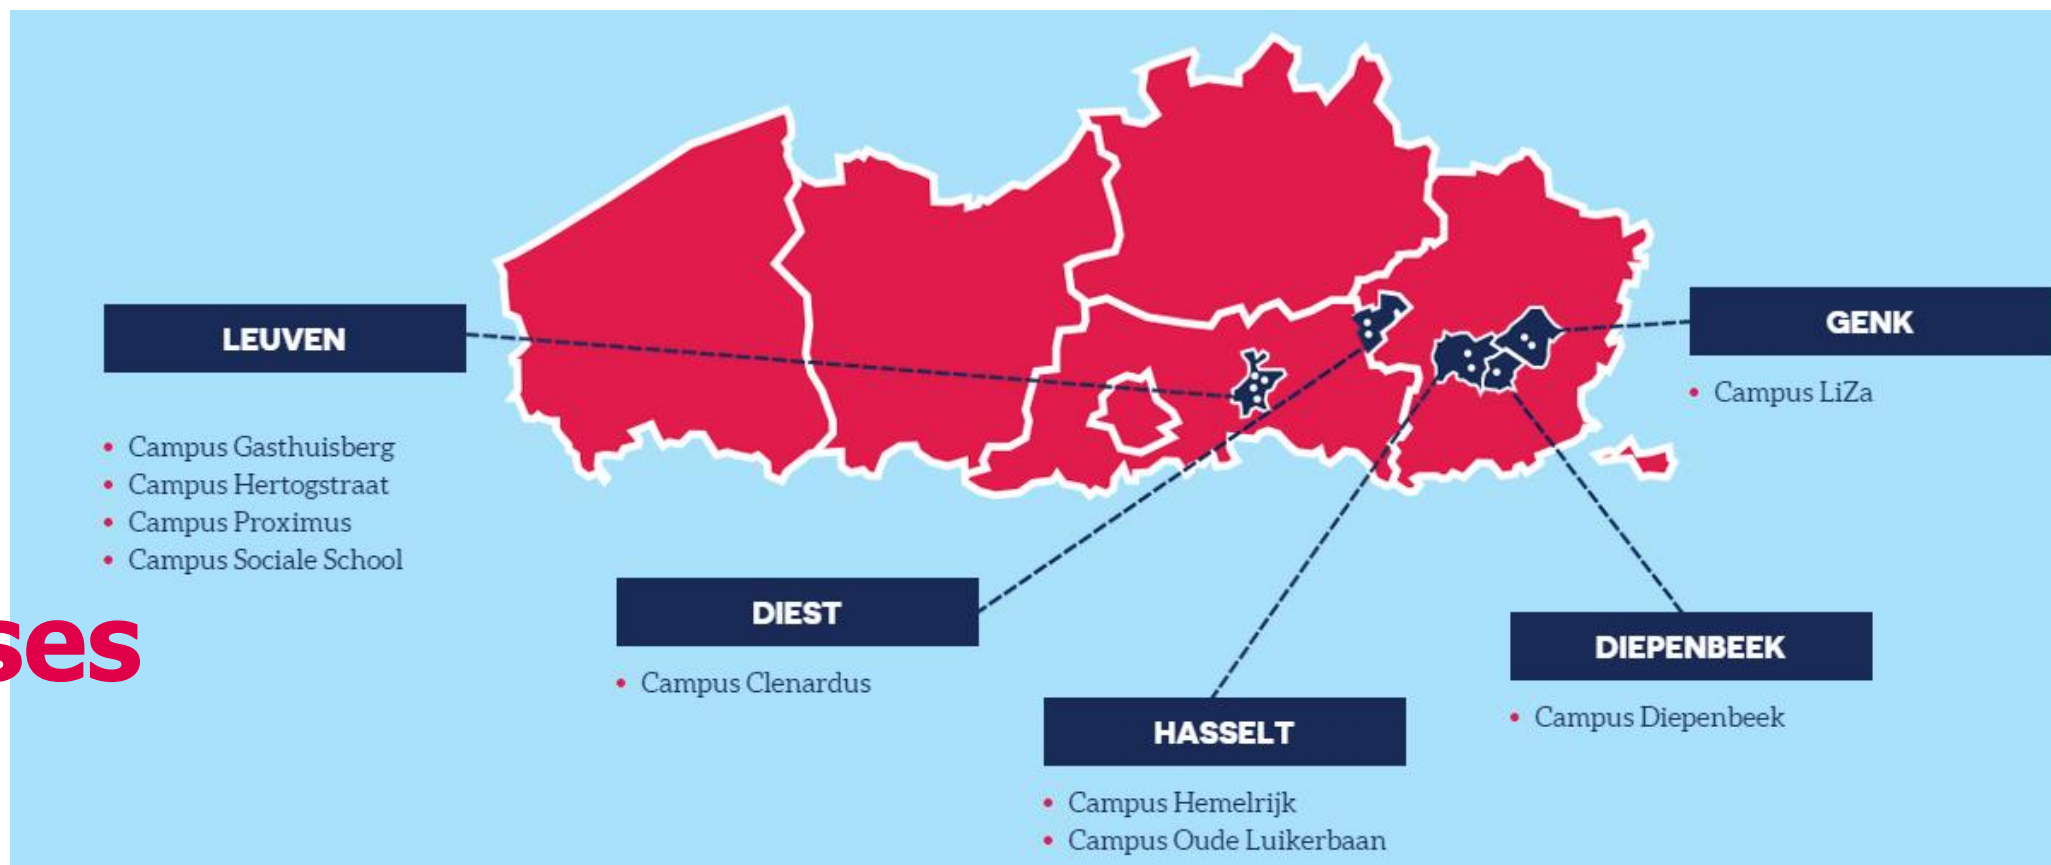 LEUVEN
• Campus Gasthuisberg
• Campus Hertogstraat
• Campus Proximus
• Campus Sociale School
ses
DIEST
• Campus Clenardus
HASSELT
• Campus Hemelrijk
• Campus Oude Luikerbaan
DIEPENBEEK
• Campus Diepenbeek
GENK
• Campus LiZa